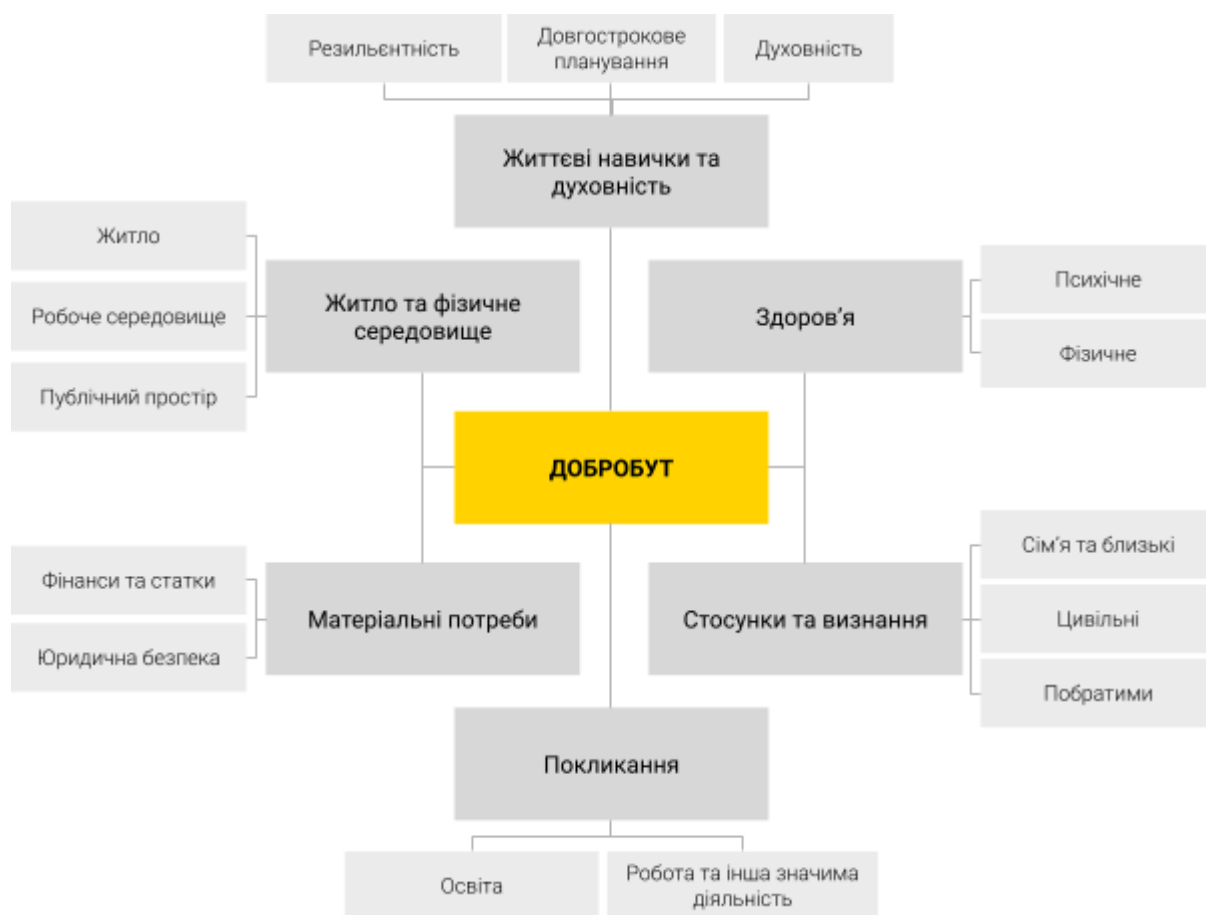 Резильєнтність
Довгострокове
планування
Духовність
Життєві навички та
духовність
Житло
Робоче середовище
Публічний простір
Житло та фізичне
середовище
Здоров’я
Психічне
Фізичне
ДОБРОБУТ
Фінанси та статки
Юридична безпека
Матеріальні потреби
Стосунки та визнання
Сім’я та близькі
Цивільні
Побратими
Покликання
Освіта
Робота та інша значима
діяльність